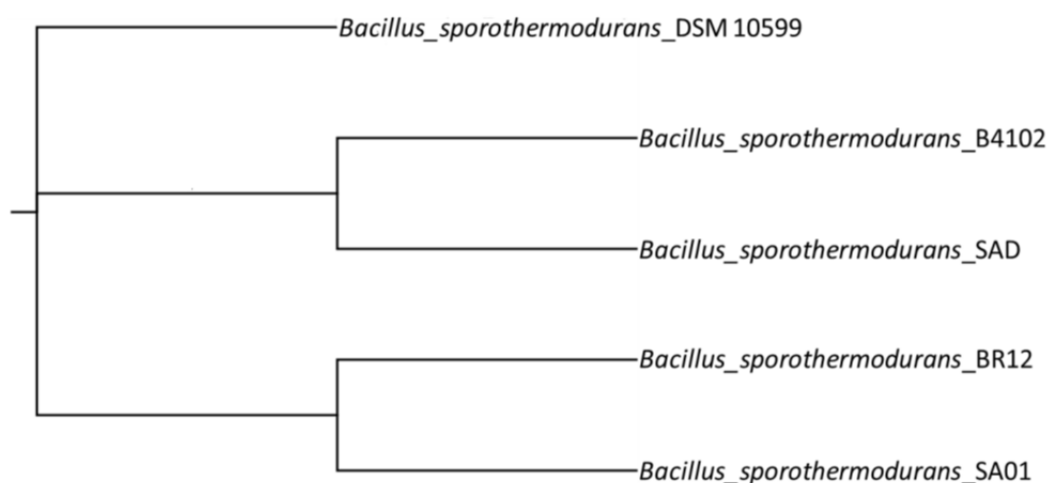 Bacillus_sporothermodurans_DSM 10599
Bacillus_sporothermodurans_B4102
Bacillus_sporothermodurans_SAD
Bacillus_sporothermodurans_BR12
Bacillus_sporothermodurans_SA01